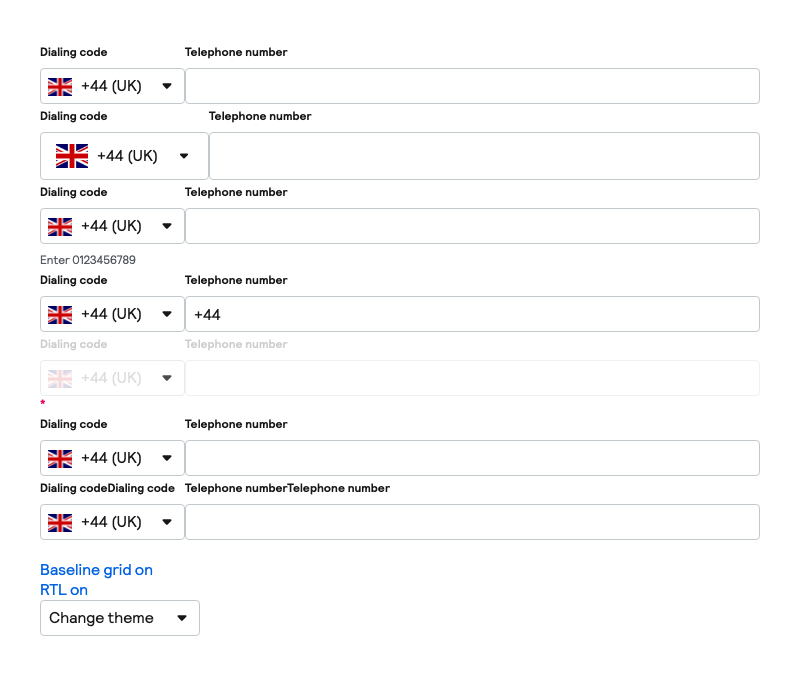 Dialing code Telephone number
+44 (UK)
Dialing code Telephone number
+44 (UK)
Dialing code Telephone number
+44 (UK)
Enter 0123456789
Dialing code Telephone number
+44 (UK) +44
Dialing code Telephone number
+44 (UK)
*
Dialing code Telephone number
+44 (UK)
Dialing codeDialing code Telephone numberTelephone number
+44 (UK)
Baseline grid on
RTL on
Change theme